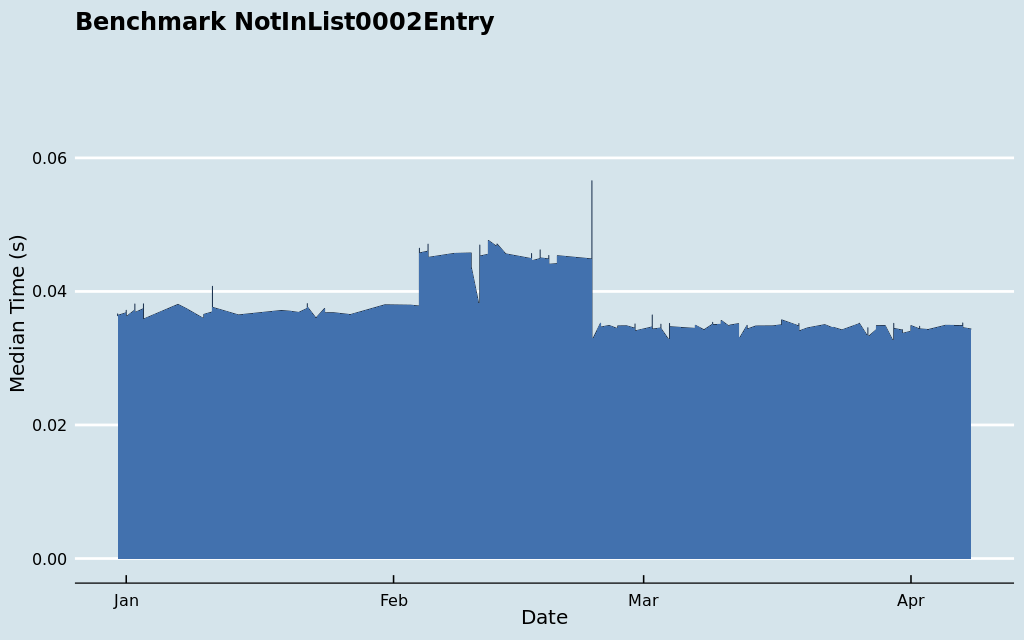 Benchmark NotInList0002Entry
0.06
0.04
0.02
0.00
Median Time (s)
Jan Feb Mar Apr
Date